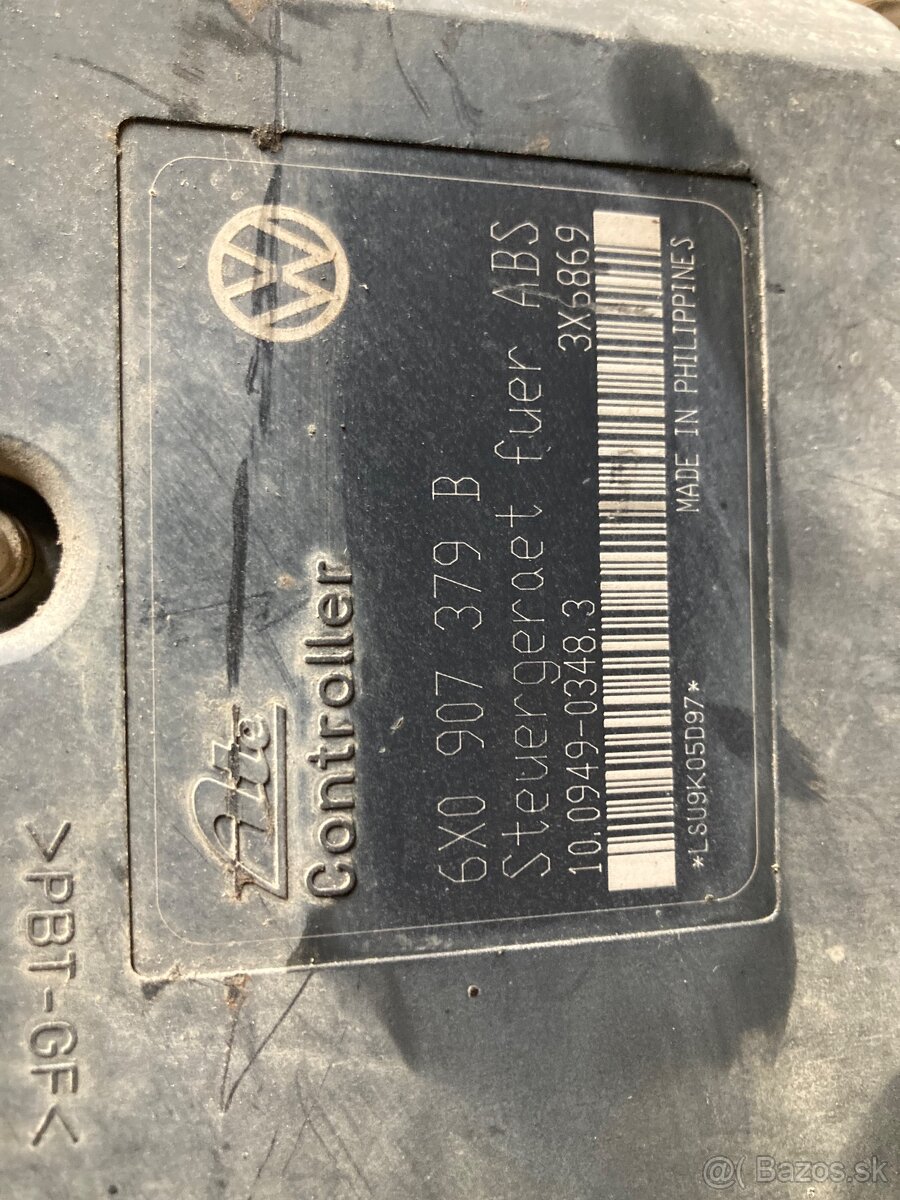 Ate
Controller
6X0 907 379 B
Steuergeraet fuer ABS
10.0949-0348.3 3X6869
*LSU9K05D97*
MADE IN PHILIPPINES
>PBT-GF<
@( Bazos.sk